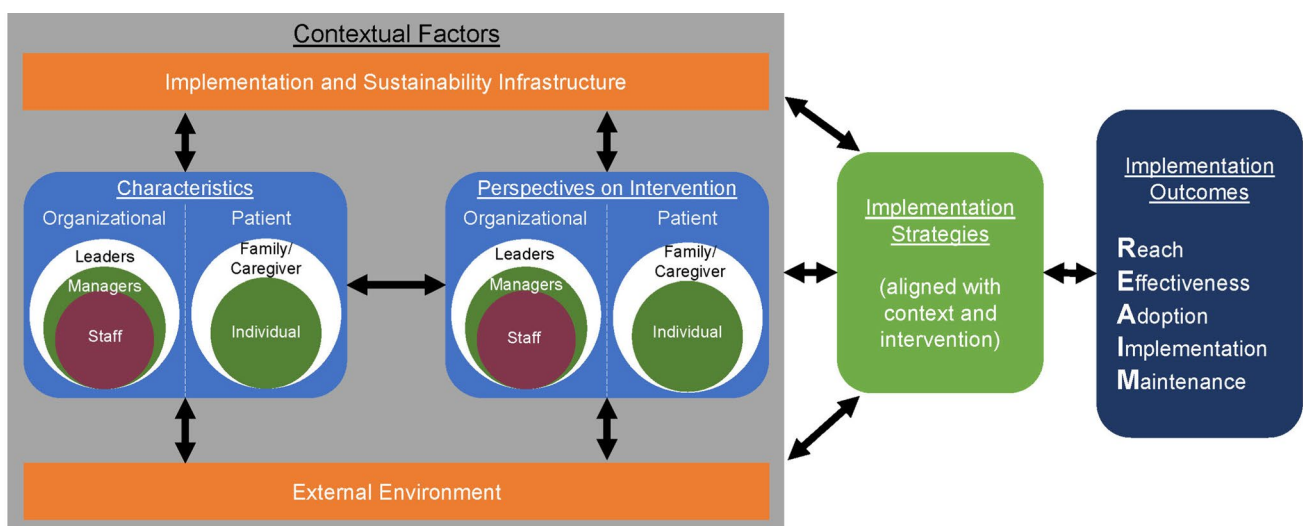 Contextual Factors
Implementation and Sustainability Infrastructure
Characteristics
Organizational
Patient
Leaders
Managers
Staff
Family/
Caregiver
Individual
Perspectives on Intervention
Organizational
Patient
Leaders
Managers
Staff
Family/
Caregiver
Individual
External Environment
Implementation
Strategies
(aligned with
context and
intervention)
Implementation
Outcomes
Reach
Effectiveness
Adoption
Implementation
Maintenance